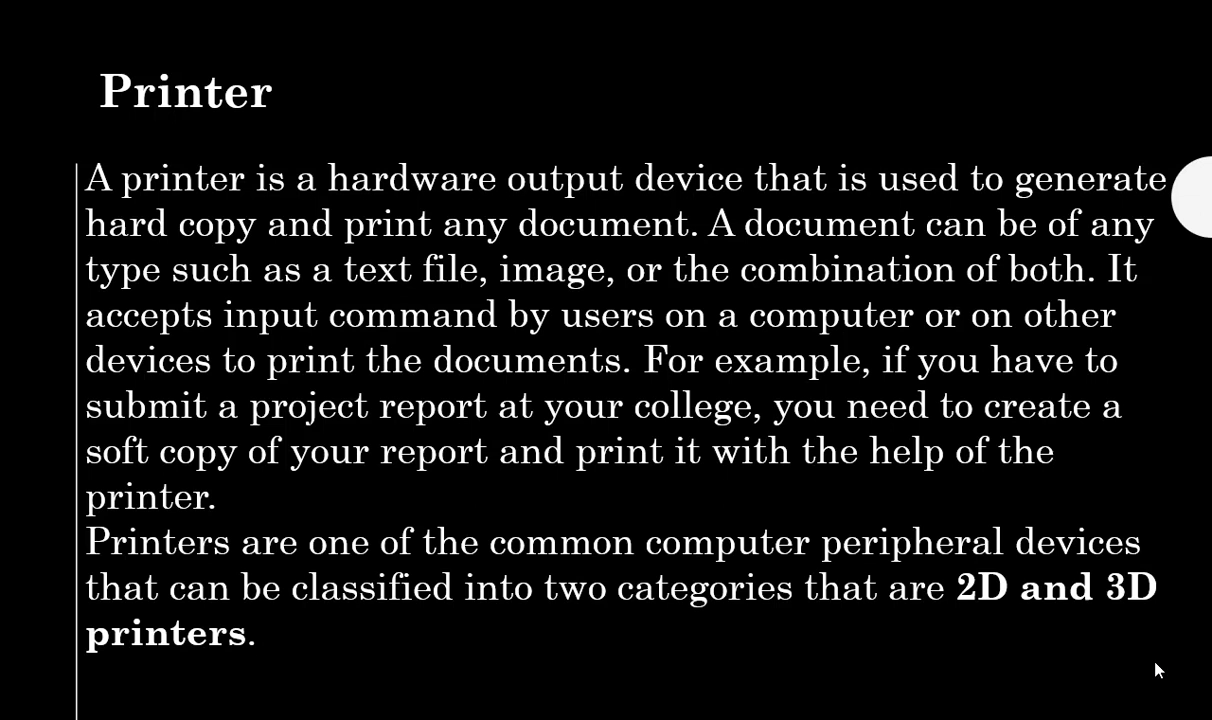 Printer
A printer is a hardware output device that is used to generate
hard copy and print any document. A document can be of any
type such as a text file, image, or the combination of both. It
accepts input command by users on a computer or on other
devices to print the documents. For example, if you have to
submit a project report at your college, you need to create a
soft copy of your report and print it with the help of the
printer.
Printers are one of the common computer peripheral devices
that can be classified into two categories that are 2D and 3D
printers.